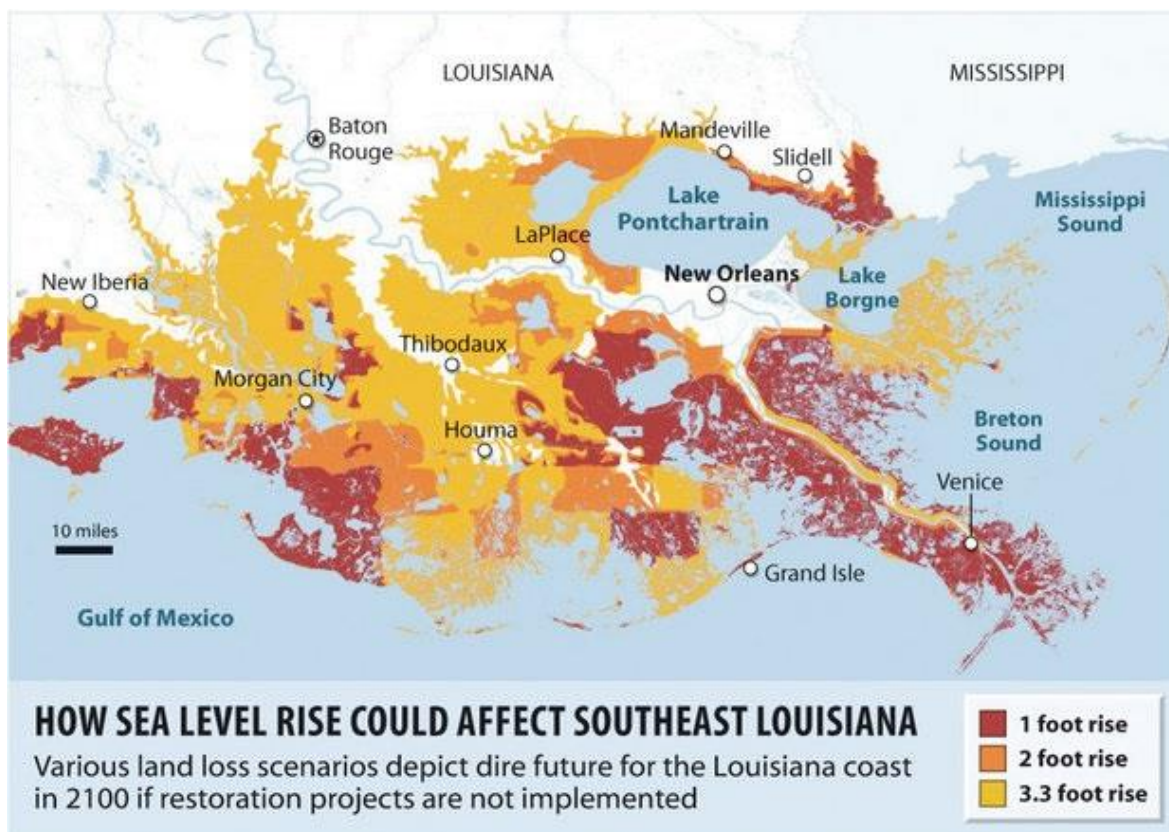 LOUISIANA
MISSISSIPPI
Baton
Rouge
Mandeville
Slidell
Lake
Pontchartrain
Mississippi
Sound
LaPlace
New Orleans
Lake
Borgne
New Iberia
Thibodaux
Morgan City
Houma
Breton
Sound
Venice
10 miles
Grand Isle
Gulf of Mexico
HOW SEA LEVEL RISE COULD AFFECT SOUTHEAST LOUISIANA
Various land loss scenarios depict dire future for the Louisiana coast
in 2100 if restoration projects are not implemented
1 foot rise
2 foot rise
3.3 foot rise